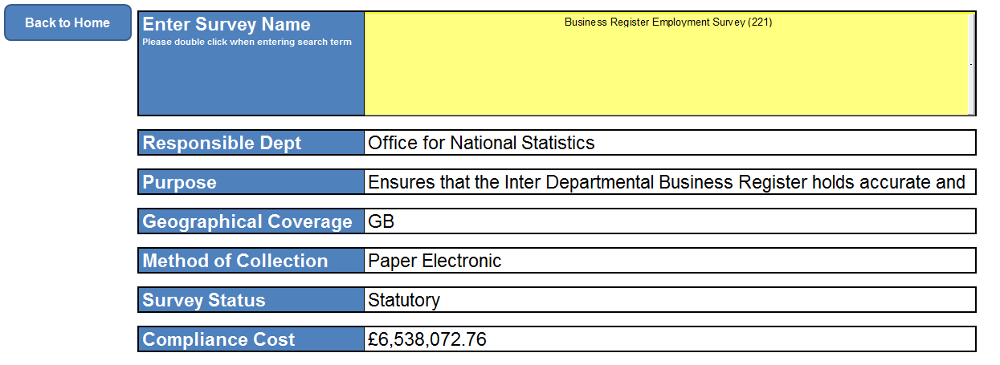 Back to Home
Enter Survey Name
Please double click when entering search term
Business Register Employment Survey (221)
Responsible Dept
Office for National Statistics
Purpose
Ensures that the Inter Departmental Business Register holds accurate and
Geographical Coverage
GB
Method of Collection
Paper Electronic
Survey Status
Statutory
Compliance Cost
£6,538,072.76